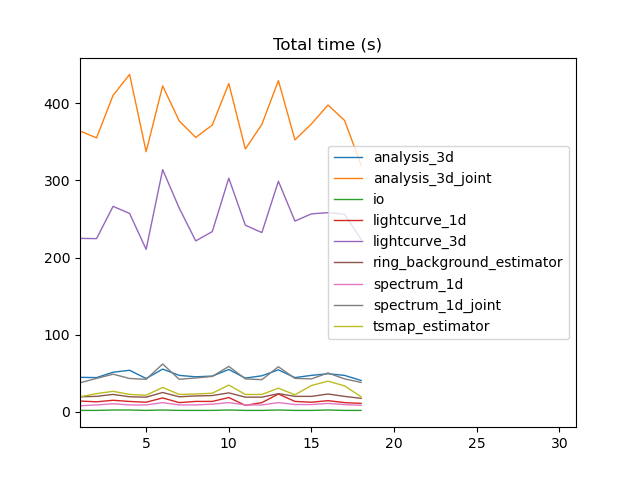 Total time (s)
400
300
200
100
0
analysis_3d
analysis_3d_joint
io
lightcurve_1d
lightcurve_3d
ring_background_estimator
spectrum_1d
spectrum_1d_joint
tsmap_estimator
5 10 15 20 25 30